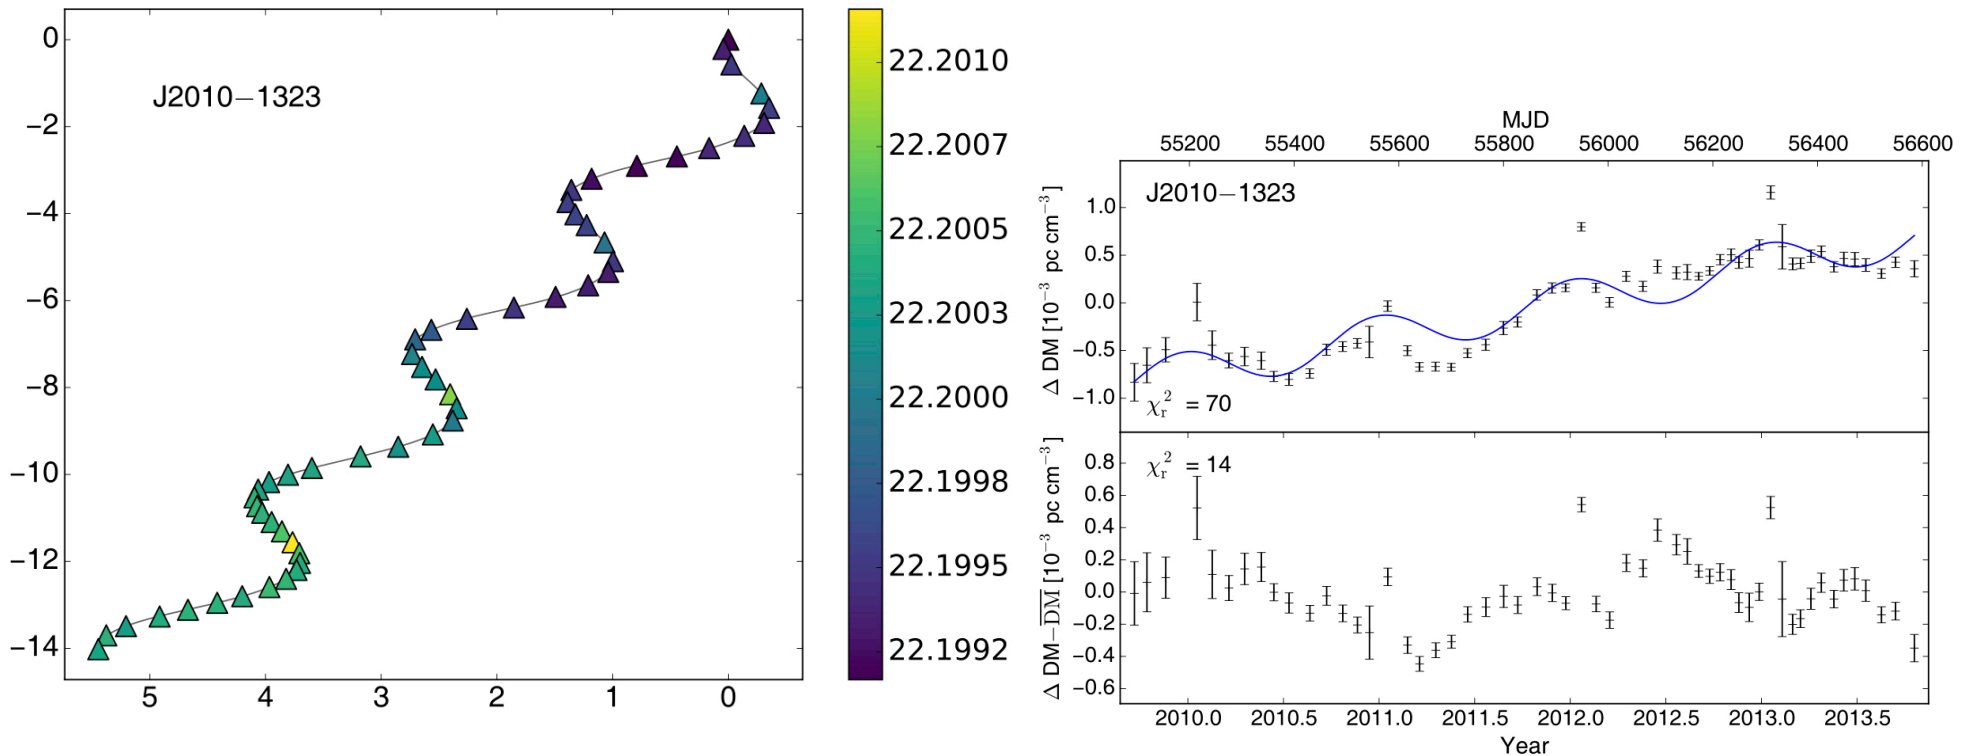 J2010−1323
0
−2
−4
−6
−8
−10
−12
−14
5 4 3 2 1 0
22.2010
22.2007
22.2005
22.2003
22.2000
22.1998
22.1995
22.1992
MJD
55200 55400 55600 55800 56000 56200 56400 56600
J2010−1323
Δ DM [10⁻³ pc cm⁻³]
1.0
0.5
0.0
−0.5
−1.0
χ²ᵣ = 70
Δ DM−D̅M̅ [10⁻³ pc cm⁻³]
χ²ᵣ = 14
0.8
0.6
0.4
0.2
0.0
−0.2
−0.4
−0.6
2010.0 2010.5 2011.0 2011.5 2012.0 2012.5 2013.0 2013.5
Year